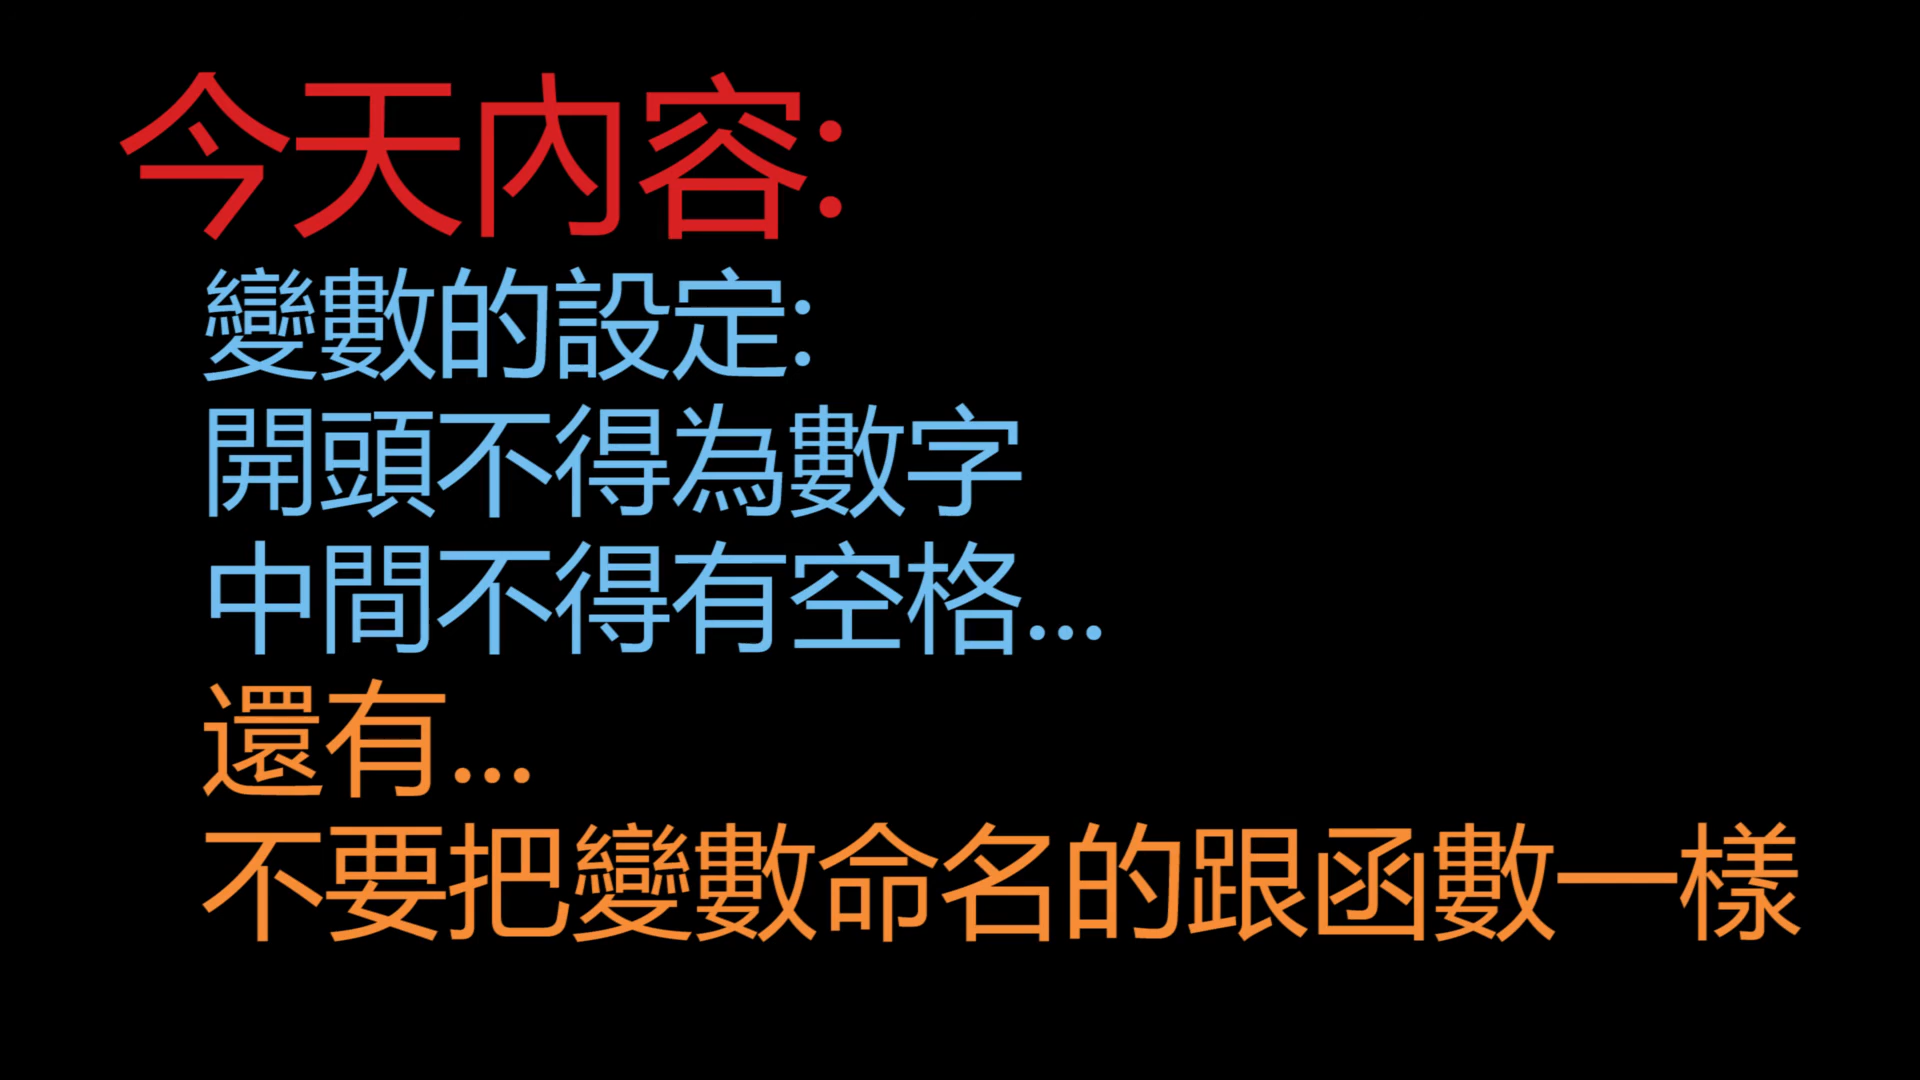 今天內容:
變數的設定:
開頭不得為數字
中間不得有空格...
還有...
不要把變數命名的跟函數一樣